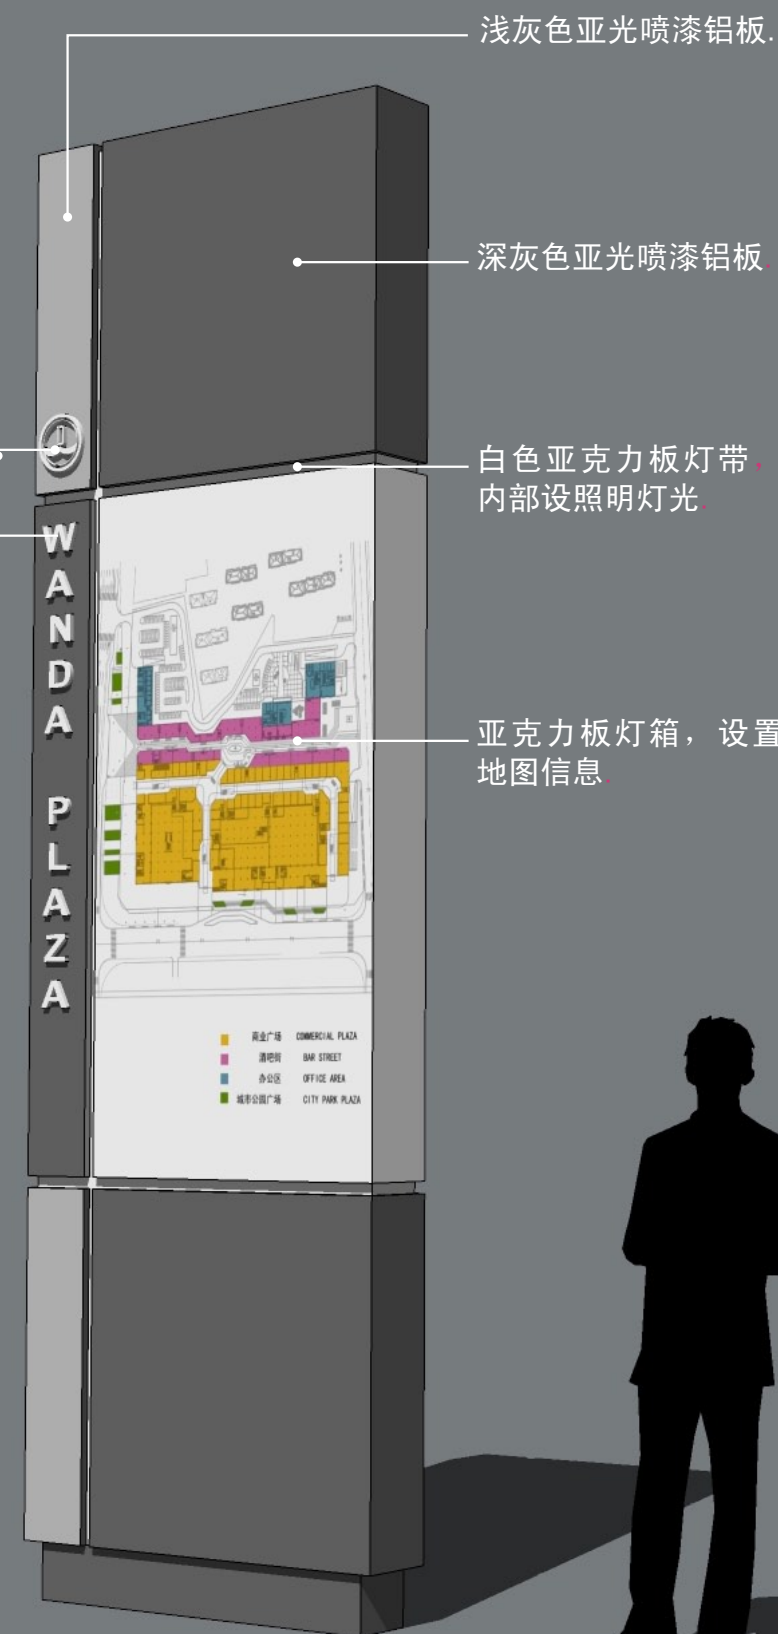 浅灰色亚光喷漆铝板.
深灰色亚光喷漆铝板.
白色亚克力板灯带，
内部设照明灯光.
WANDA PLAZA
亚克力板灯箱，设置
地图信息.
商业广场 COMMERCIAL PLAZA
酒吧街 BAR STREET
办公区 OFFICE AREA
城市公园广场 CITY PARK PLAZA